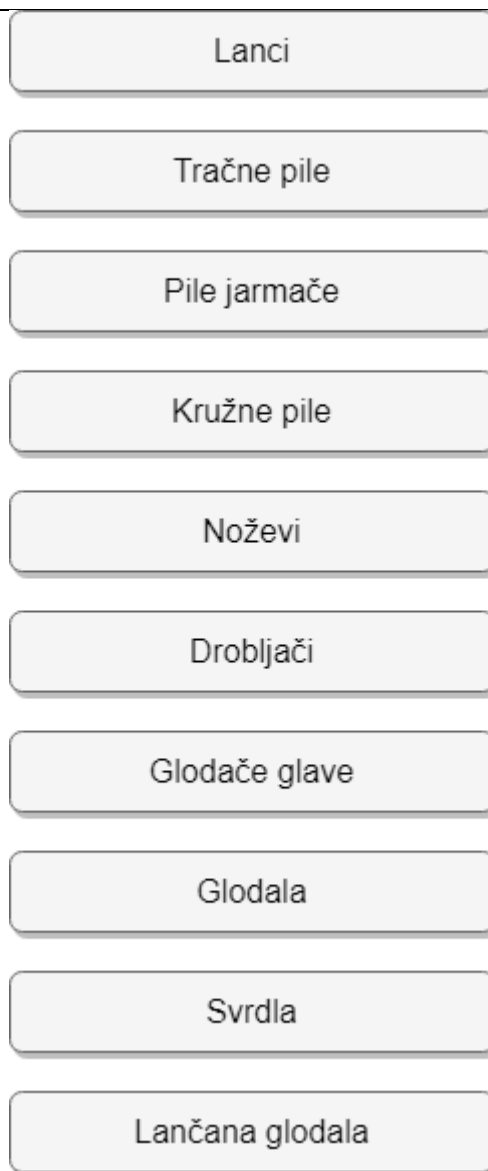 Lanci
Tračne pile
Pile jarmače
Kružne pile
Noževi
Drobljači
Glodače glave
Glodala
Svrdla
Lančana glodala